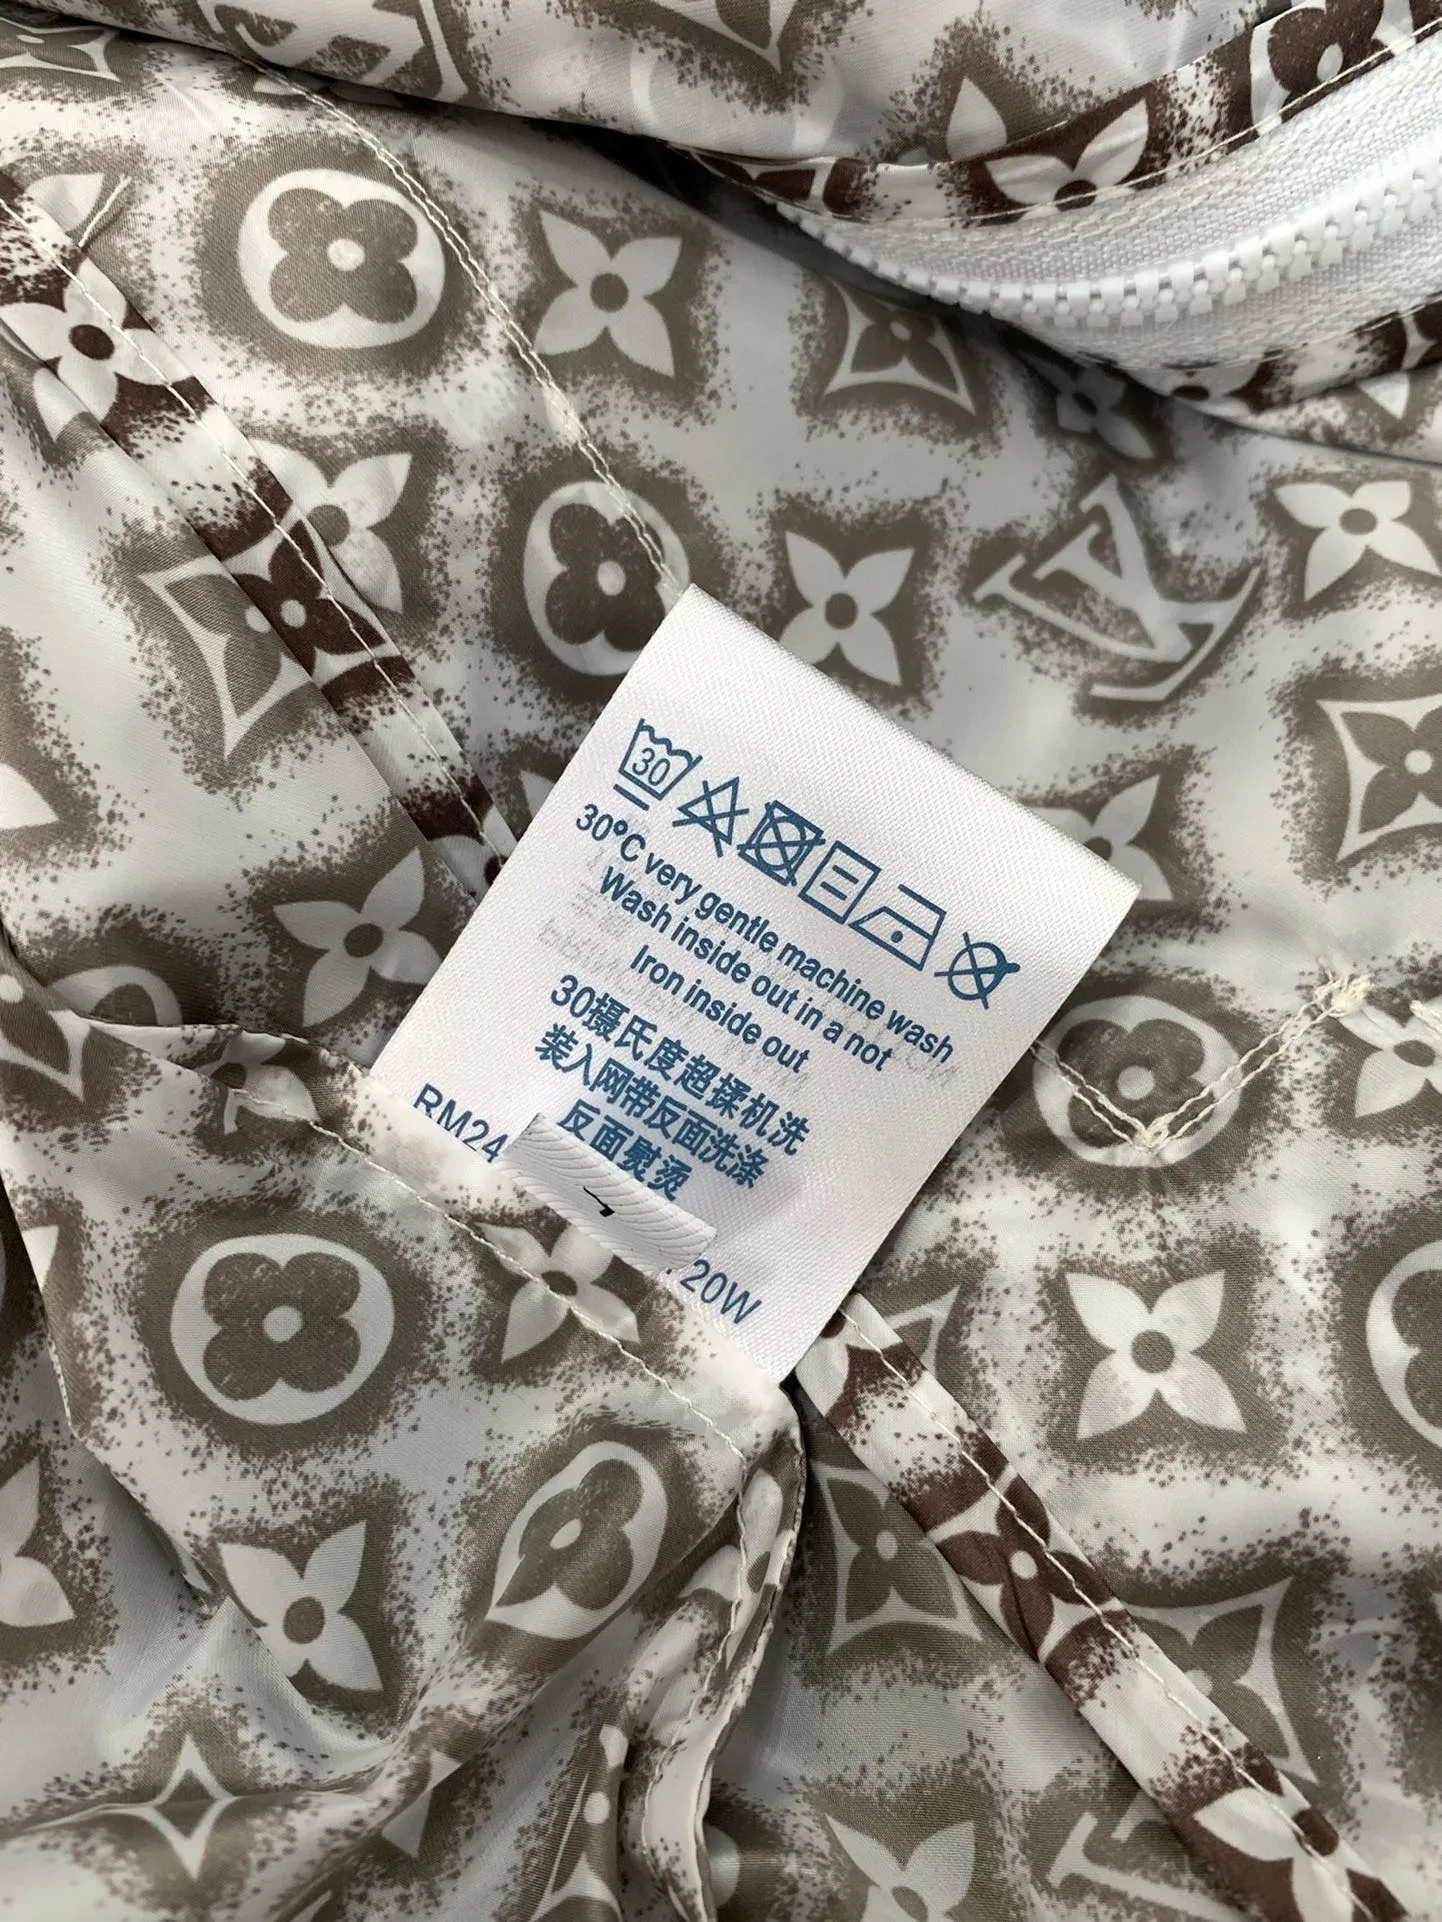 30
30°C very gentle machine wash
Wash inside out in a not
Iron inside out
30摄氏度超揉机洗
装入网带反面洗涤
反面熨烫
RM24
20W